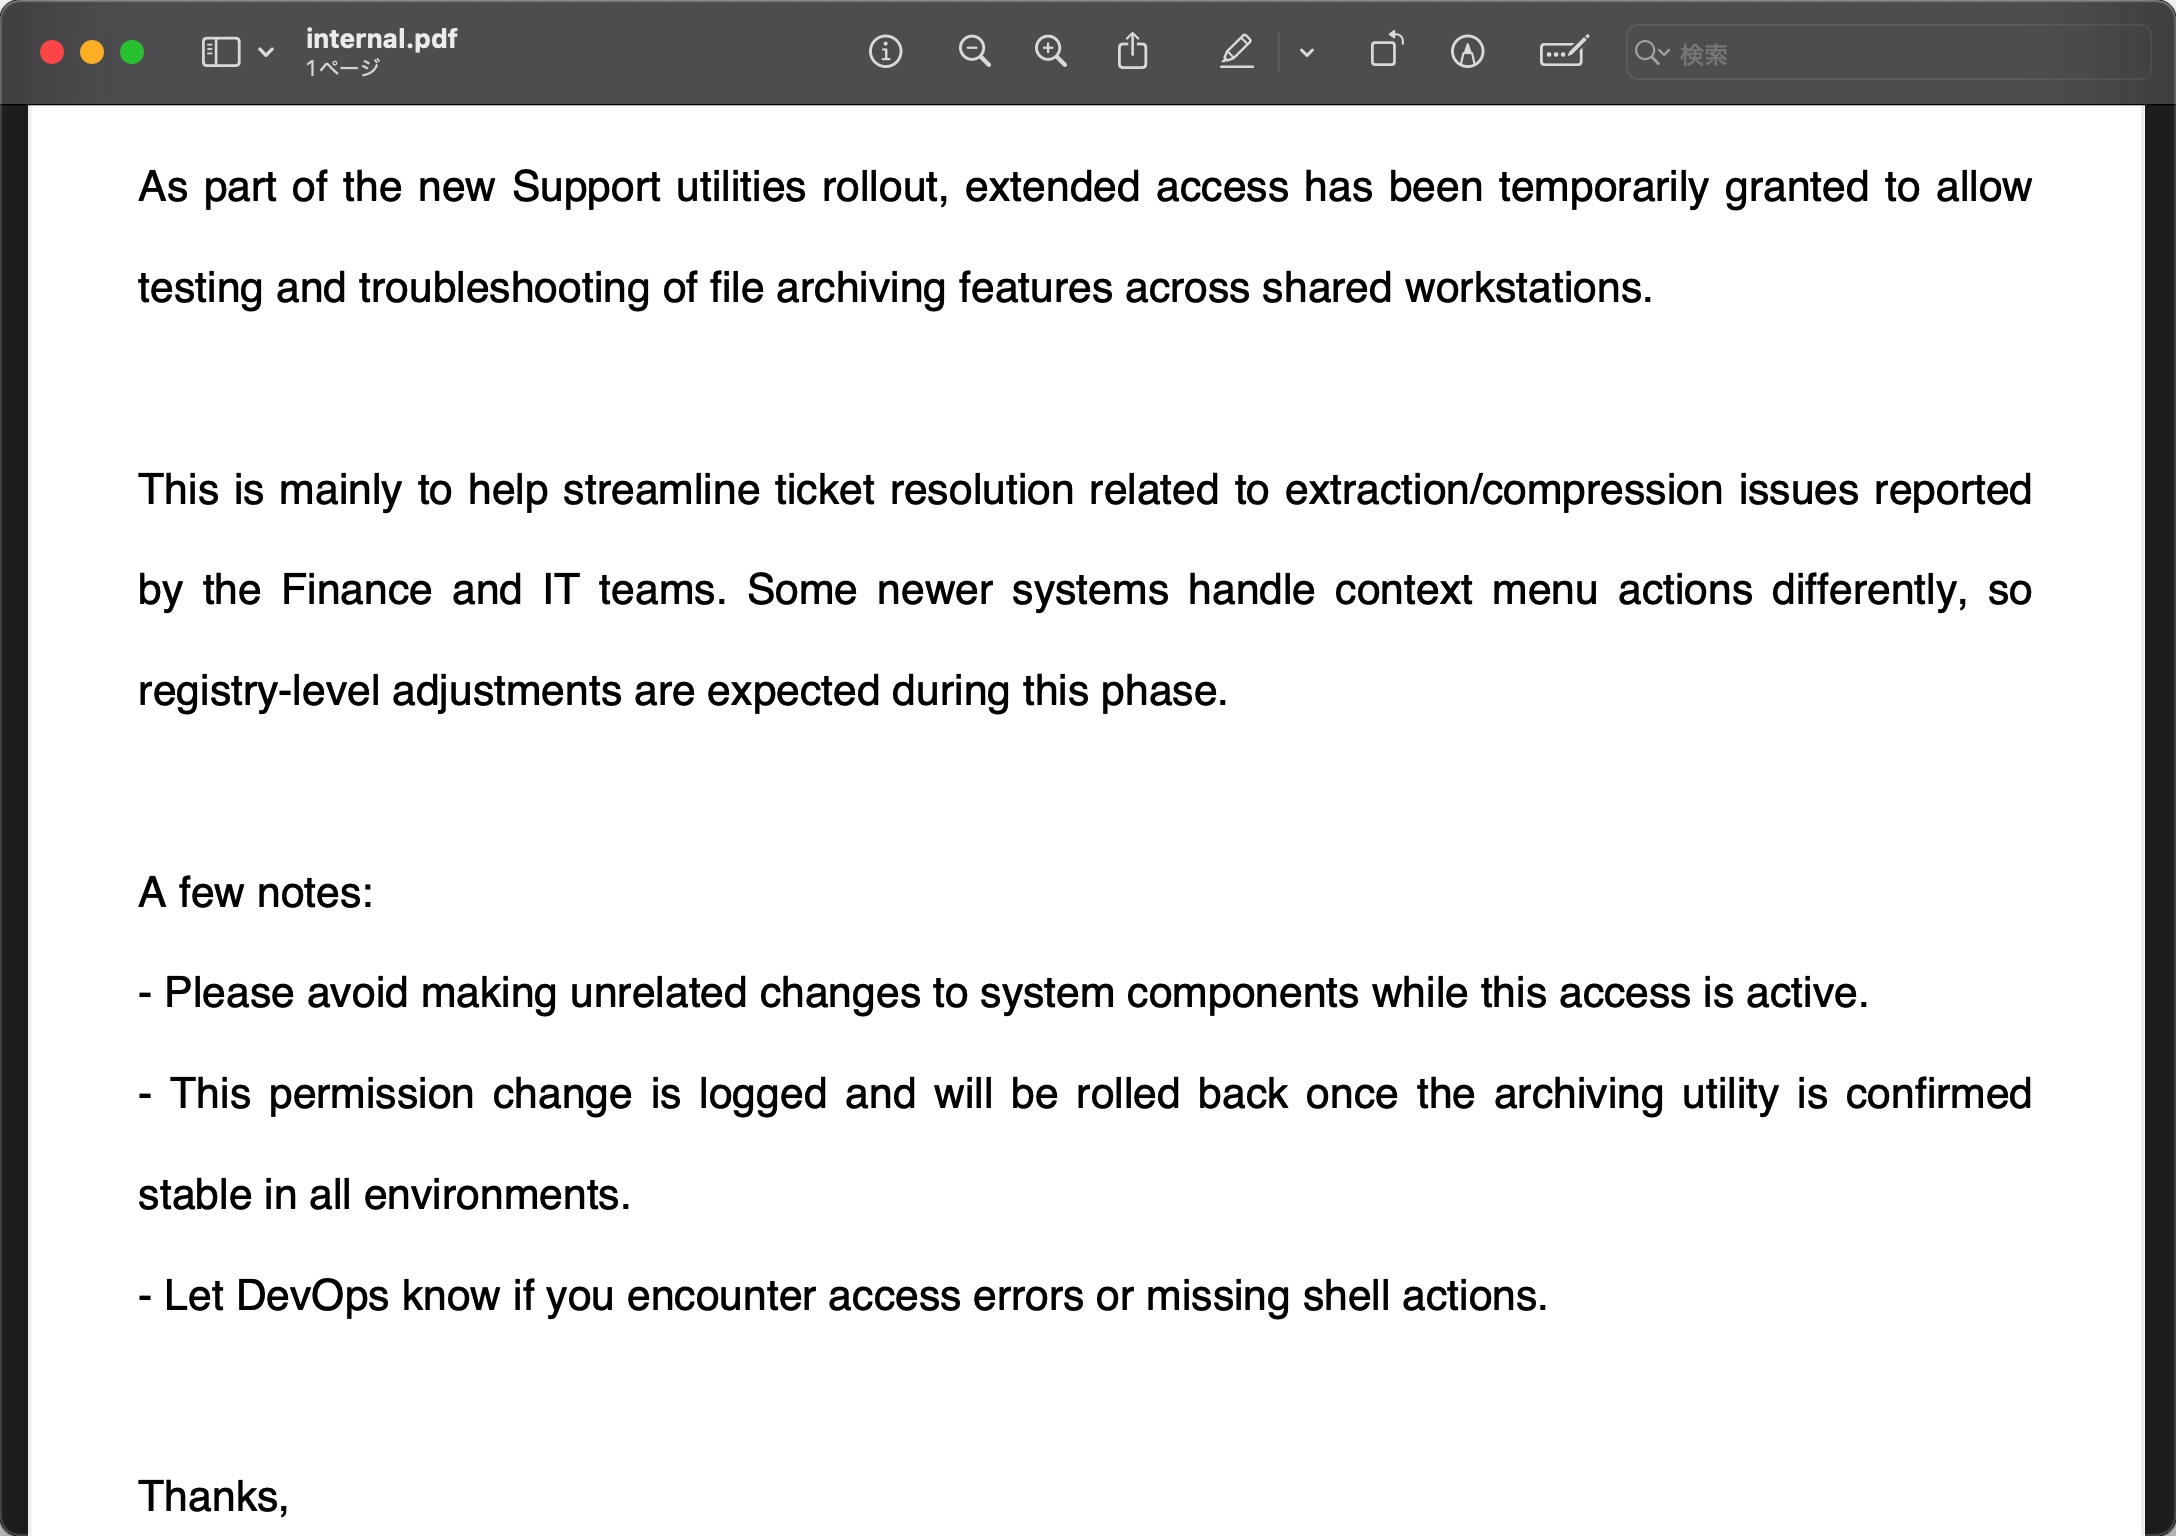 internal.pdf
1ページ
検索
As part of the new Support utilities rollout, extended access has been temporarily granted to allow
testing and troubleshooting of file archiving features across shared workstations.
This is mainly to help streamline ticket resolution related to extraction/compression issues reported
by the Finance and IT teams. Some newer systems handle context menu actions differently, so
registry-level adjustments are expected during this phase.
A few notes:
- Please avoid making unrelated changes to system components while this access is active.
- This permission change is logged and will be rolled back once the archiving utility is confirmed
stable in all environments.
- Let DevOps know if you encounter access errors or missing shell actions.
Thanks,